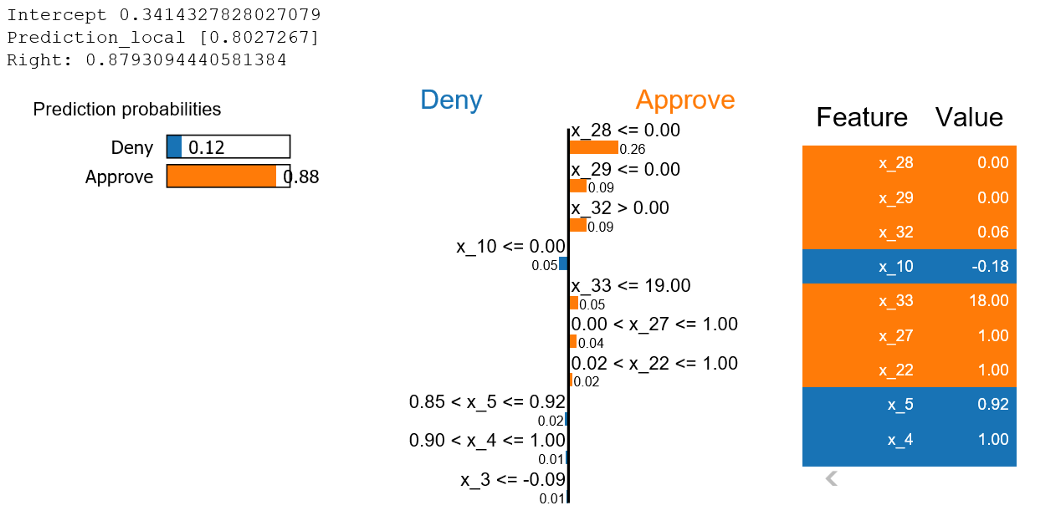 Intercept 0.3414327828027079
Prediction_local [0.8027267]
Right: 0.8793094440581384
Prediction probabilities
Deny 0.12
Approve 0.88
Deny Approve
x_28 <= 0.00
0.26
x_29 <= 0.00
0.09
x_32 > 0.00
0.09
x_10 <= 0.00
0.05
x_33 <= 19.00
0.05
0.00 < x_27 <= 1.00
0.04
0.02 < x_22 <= 1.00
0.02
0.85 < x_5 <= 0.92
0.02
0.90 < x_4 <= 1.00
0.01
x_3 <= -0.09
0.01
Feature Value
x_28 0.00
x_29 0.00
x_32 0.06
x_10 -0.18
x_33 18.00
x_27 1.00
x_22 1.00
x_5 0.92
x_4 1.00